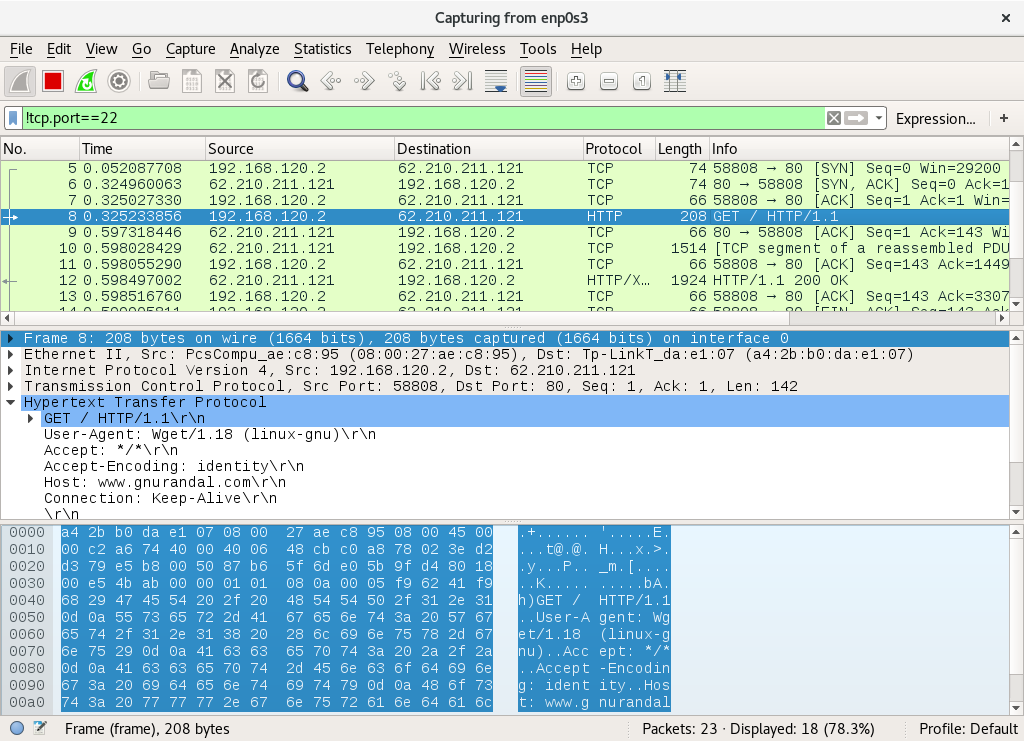 Capturing from enp0s3
File Edit View Go Capture Analyze Statistics Telephony Wireless Tools Help
!tcp.port==22 Expression... +
No. Time Source Destination Protocol Length Info
5 0.052087708 192.168.120.2 62.210.211.121 TCP 74 58808 → 80 [SYN] Seq=0 Win=29200
6 0.324960063 62.210.211.121 192.168.120.2 TCP 74 80 → 58808 [SYN, ACK] Seq=0 Ack=1
7 0.325027330 192.168.120.2 62.210.211.121 TCP 66 58808 → 80 [ACK] Seq=1 Ack=1 Win=
8 0.325233856 192.168.120.2 62.210.211.121 HTTP 208 GET / HTTP/1.1
9 0.597318446 62.210.211.121 192.168.120.2 TCP 66 80 → 58808 [ACK] Seq=1 Ack=143 Wi
10 0.598028429 62.210.211.121 192.168.120.2 TCP 1514 [TCP segment of a reassembled PDU
11 0.598055290 192.168.120.2 62.210.211.121 TCP 66 58808 → 80 [ACK] Seq=143 Ack=1449
12 0.598497002 62.210.211.121 192.168.120.2 HTTP/X… 1924 HTTP/1.1 200 OK
13 0.598516760 192.168.120.2 62.210.211.121 TCP 66 58808 → 80 [ACK] Seq=143 Ack=3307
Frame 8: 208 bytes on wire (1664 bits), 208 bytes captured (1664 bits) on interface 0
Ethernet II, Src: PcsCompu_ae:c8:95 (08:00:27:ae:c8:95), Dst: Tp-LinkT_da:e1:07 (a4:2b:b0:da:e1:07)
Internet Protocol Version 4, Src: 192.168.120.2, Dst: 62.210.211.121
Transmission Control Protocol, Src Port: 58808, Dst Port: 80, Seq: 1, Ack: 1, Len: 142
Hypertext Transfer Protocol
GET / HTTP/1.1\r\n
User-Agent: Wget/1.18 (linux-gnu)\r\n
Accept: */*\r\n
Accept-Encoding: identity\r\n
Host: www.gnurandal.com\r\n
Connection: Keep-Alive\r\n
\r\n
0000 a4 2b b0 da e1 07 08 00 27 ae c8 95 08 00 45 00 .+...... '.....E.
0010 00 c2 a6 74 40 00 40 06 48 cb c0 a8 78 02 3e d2 ...t@.@. H...x.>.
0020 d3 79 e5 b8 00 50 87 b6 5f 6d e0 5b 9f d4 80 18 .y...P.. _m.[....
0030 00 e5 4b ab 00 00 01 01 08 0a 00 05 f9 62 41 f9 ..K..... .....bA.
0040 68 29 47 45 54 20 2f 20 48 54 54 50 2f 31 2e 31 h)GET / HTTP/1.1
0050 0d 0a 55 73 65 72 2d 41 67 65 6e 74 3a 20 57 67 ..User-A gent: Wg
0060 65 74 2f 31 2e 31 38 20 28 6c 69 6e 75 78 2d 67 et/1.18 (linux-g
0070 6e 75 29 0d 0a 41 63 63 65 70 74 3a 20 2a 2f 2a nu)..Acc ept: */*
0080 0d 0a 41 63 63 65 70 74 2d 45 6e 63 6f 64 69 6e ..Accept -Encodin
0090 67 3a 20 69 64 65 6e 74 69 74 79 0d 0a 48 6f 73 g: ident ity..Hos
00a0 74 3a 20 77 77 77 2e 67 6e 75 72 61 6e 64 61 6c t: www.g nurandal
Frame (frame), 208 bytes Packets: 23 · Displayed: 18 (78.3%) Profile: Default